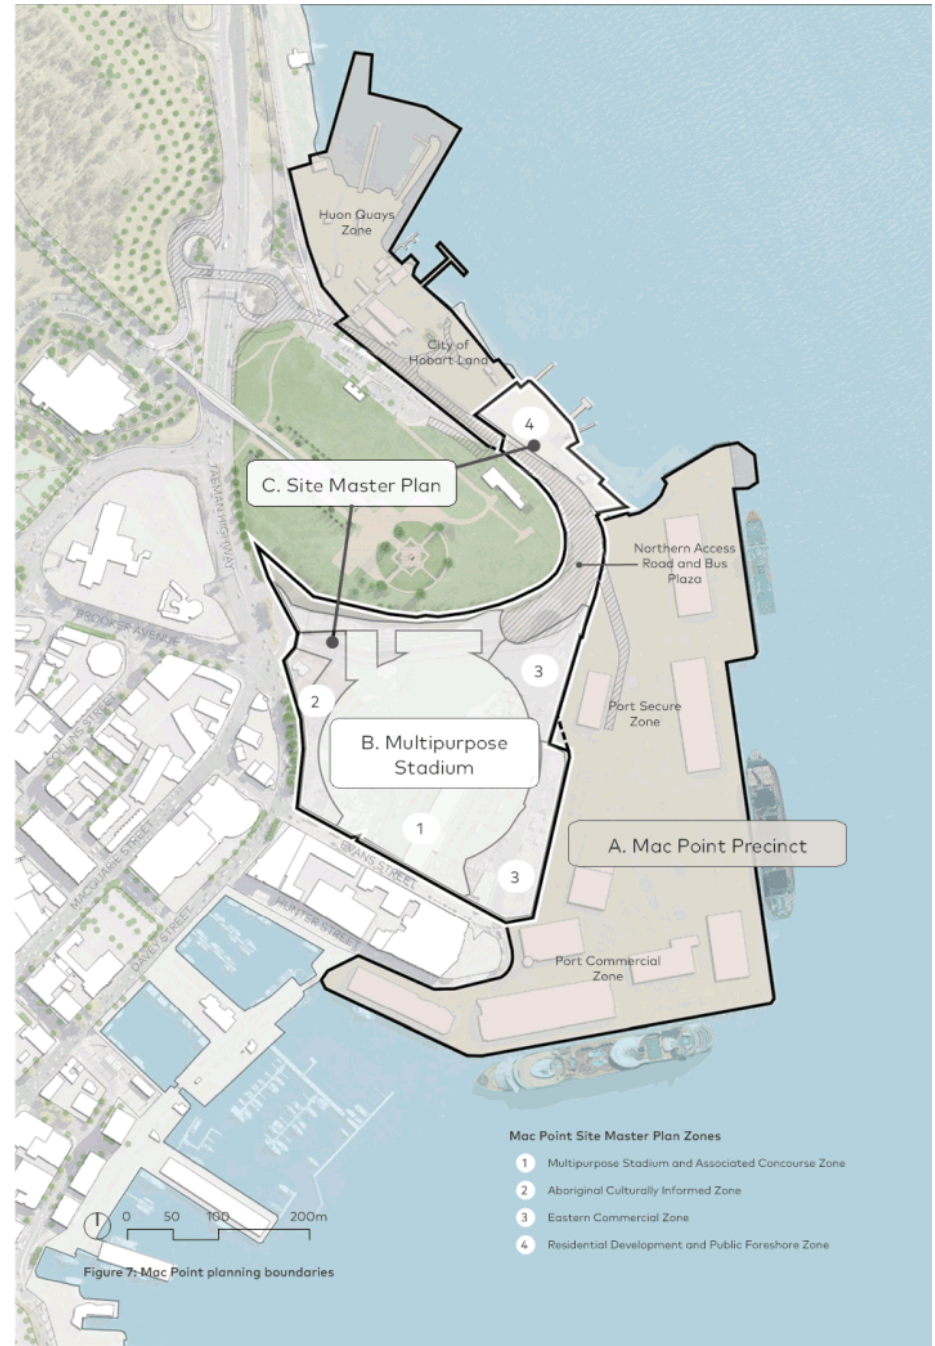 Huon Quays
Zone
City of
Hobart Land
4
C. Site Master Plan
TASMAN HIGHWAY
Northern Access
Road and Bus
Plaza
BROOKER AVENUE
3
2
COLLINS STREET
Port Secure
Zone
B. Multipurpose
Stadium
1
MACQUARIE STREET
EVANS STREET
A. Mac Point Precinct
3
HUNTER STREET
DAVEY STREET
Port Commercial
Zone
Mac Point Site Master Plan Zones
1 Multipurpose Stadium and Associated Concourse Zone
2 Aboriginal Culturally Informed Zone
3 Eastern Commercial Zone
4 Residential Development and Public Foreshore Zone
0 50 100 200m
Figure 7: Mac Point planning boundaries